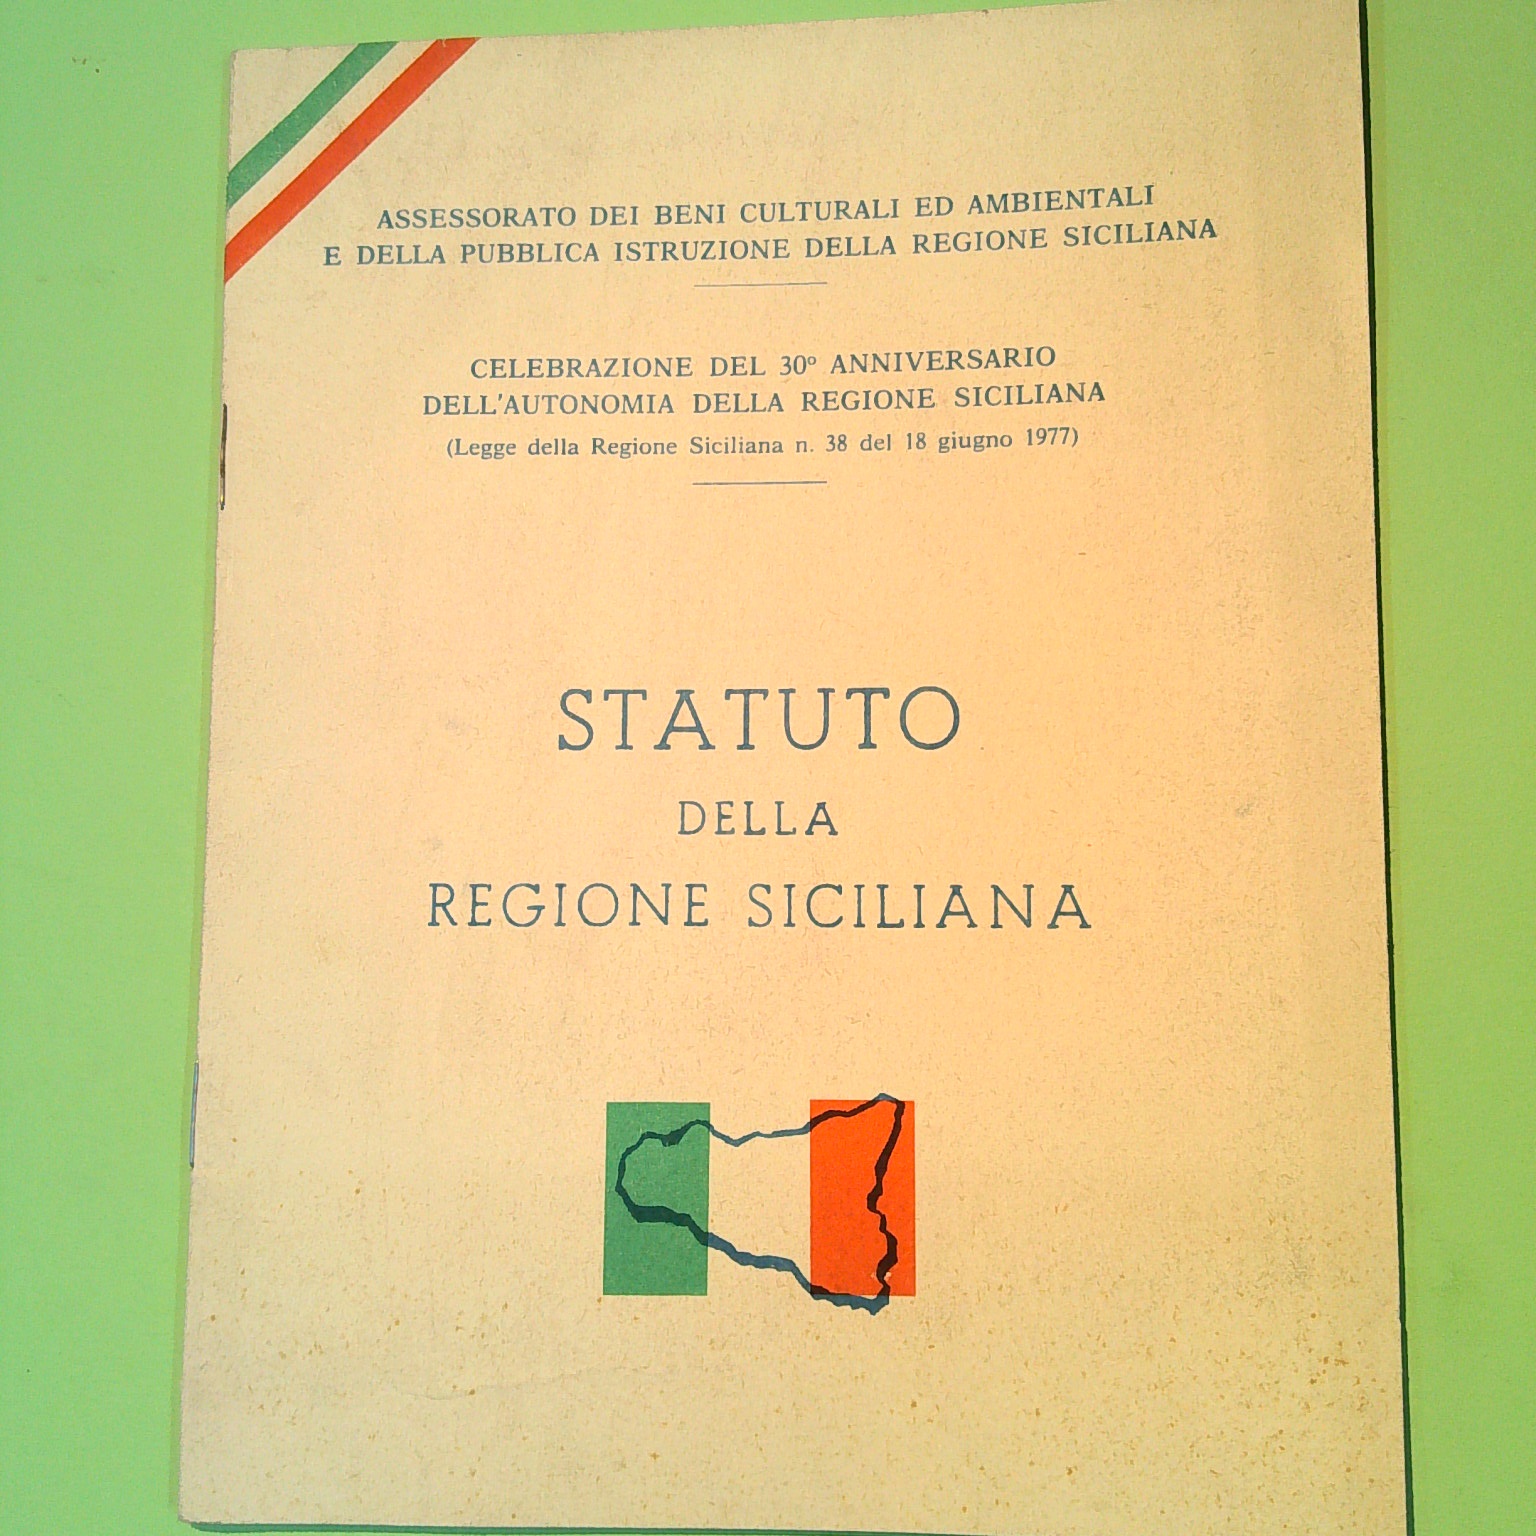 ASSESSORATO DEI BENI CULTURALI ED AMBIENTALI
E DELLA PUBBLICA ISTRUZIONE DELLA REGIONE SICILIANA
CELEBRAZIONE DEL 30º ANNIVERSARIO
DELL'AUTONOMIA DELLA REGIONE SICILIANA
(Legge della Regione Siciliana n. 38 del 18 giugno 1977)
STATUTO
DELLA
REGIONE SICILIANA